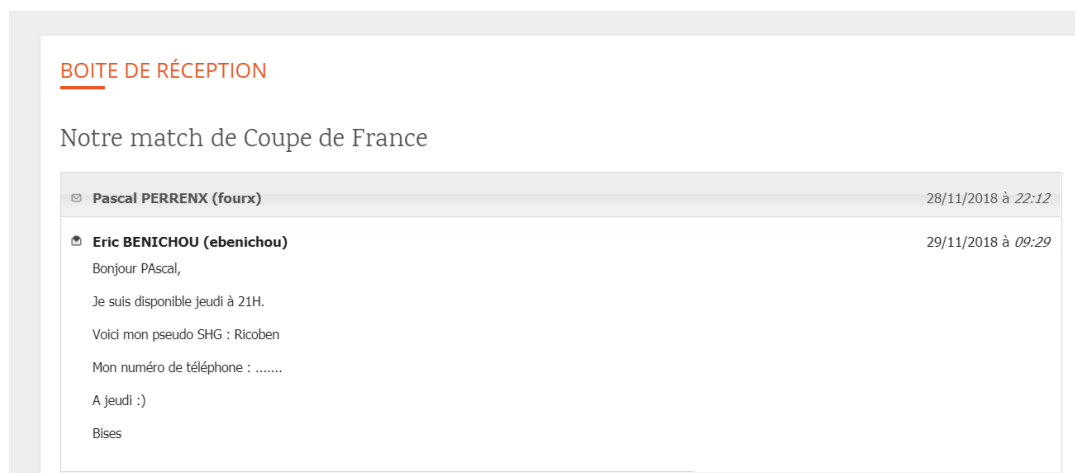 BOITE DE RÉCEPTION
Notre match de Coupe de France
Pascal PERRENX (fourx) 28/11/2018 à 22:12
Eric BENICHOU (ebenichou) 29/11/2018 à 09:29
Bonjour PAscal,
Je suis disponible jeudi à 21H.
Voici mon pseudo SHG : Ricoben
Mon numéro de téléphone : .......
A jeudi :)
Bises